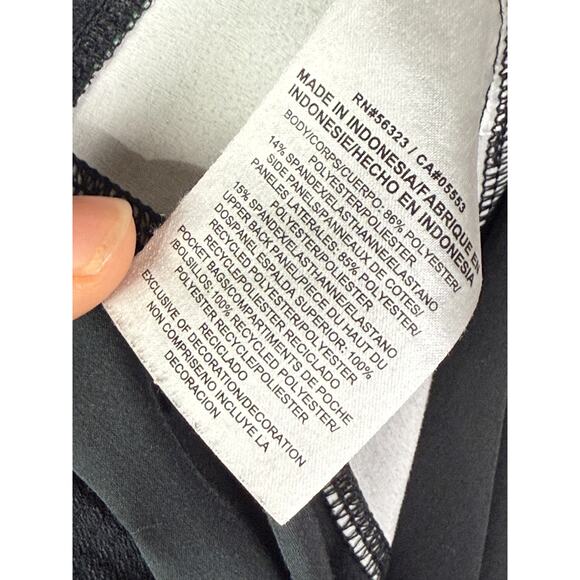 RN#56323 / CA#05553
MADE IN INDONESIA/FABRIQUÉ EN
INDONESIE/HECHO EN INDONESIA
BODY/CORPS/CUERPO: 86% POLYESTER/
POLYESTER/POLIESTER
14% SPANDEX/ELASTHANNE/ELASTANO
SIDE PANELS/PANNEAUX DE COTES/
PANELES LATERALES: 85% POLYESTER/
POLYESTER/POLIESTER
15% SPANDEX/ELASTHANNE/ELASTANO
UPPER BACK PANEL/PIECE DU HAUT DU
DOS/PANEL ESPALDA SUPERIOR: 100%
RECYCLED POLYESTER/POLYESTER
RECYCLE/POLIESTER RECICLADO
POCKET BAGS/COMPARTIMENTS DE POCHE
/BOLSILLOS: 100% RECYCLED POLYESTER/
POLYESTER RECYCLE/POLIESTER
RECICLADO
EXCLUSIVE OF DECORATION/DECORATION
NON COMPRISE/NO INCLUYE LA